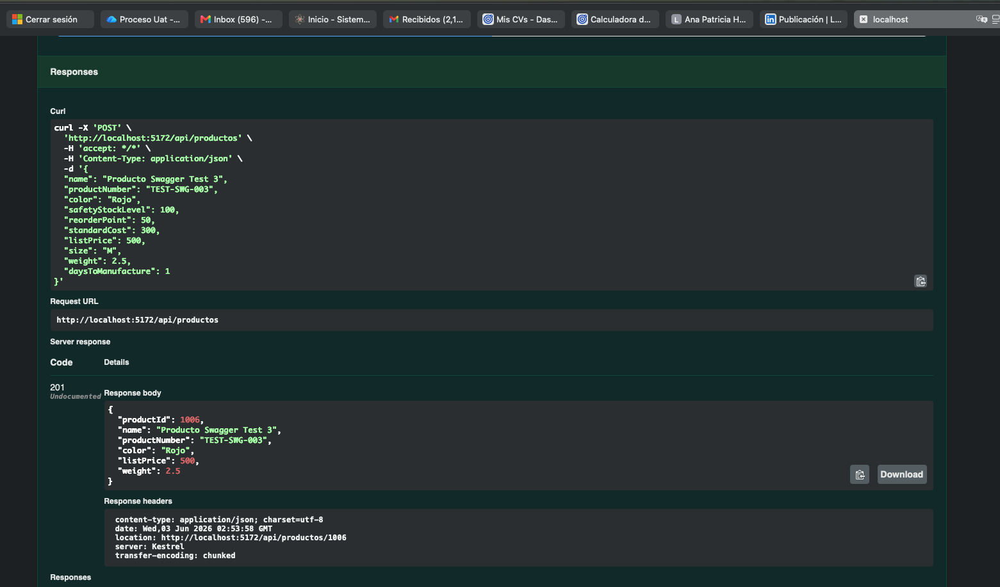 Cerrar sesión
Proceso Uat -...
Inbox (596) -...
Inicio - Sistem...
Recibidos (2,1...
Mis CVs - Das...
Calculadora d...
L Ana Patricia H...
in Publicación | L...
localhost
Responses
Curl
curl -X 'POST' \
'http://localhost:5172/api/productos' \
-H 'accept: */*' \
-H 'Content-Type: application/json' \
-d '{
"name": "Producto Swagger Test 3",
"productNumber": "TEST-SWG-003",
"color": "Rojo",
"safetyStockLevel": 100,
"reorderPoint": 50,
"standardCost": 300,
"listPrice": 500,
"size": "M",
"weight": 2.5,
"daysToManufacture": 1
}'
Request URL
http://localhost:5172/api/productos
Server response
Code Details
201
Undocumented
Response body
{
"productId": 1006,
"name": "Producto Swagger Test 3",
"productNumber": "TEST-SWG-003",
"color": "Rojo",
"listPrice": 500,
"weight": 2.5
}
Download
Response headers
content-type: application/json; charset=utf-8
date: Wed,03 Jun 2026 02:53:58 GMT
location: http://localhost:5172/api/productos/1006
server: Kestrel
transfer-encoding: chunked
Responses